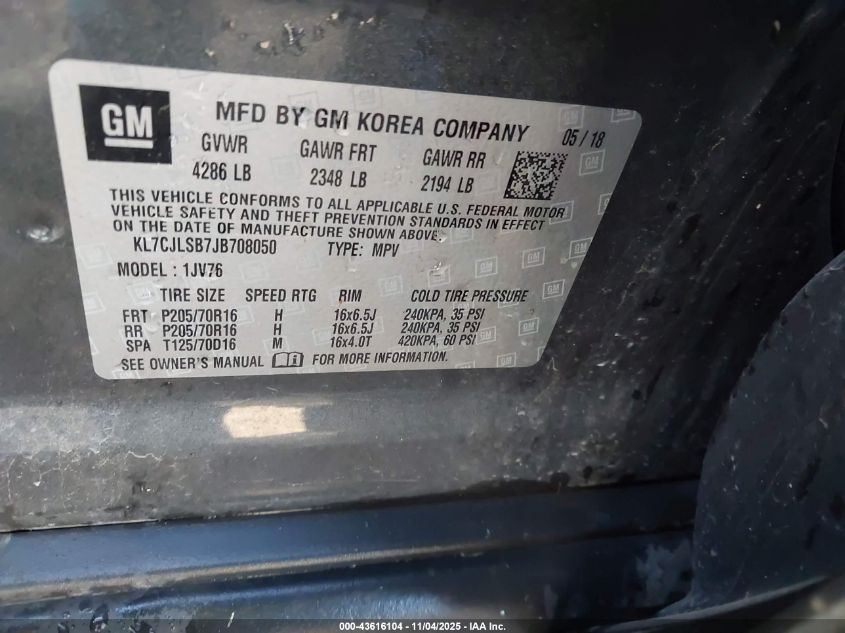 GM
MFD BY GM KOREA COMPANY 05/18
GVWR GAWR FRT GAWR RR
4286 LB 2348 LB 2194 LB
THIS VEHICLE CONFORMS TO ALL APPLICABLE U.S. FEDERAL MOTOR
VEHICLE SAFETY AND THEFT PREVENTION STANDARDS IN EFFECT
ON THE DATE OF MANUFACTURE SHOWN ABOVE.
KL7CJLSB7JB708050 TYPE: MPV
MODEL : 1JV76
TIRE SIZE SPEED RTG RIM COLD TIRE PRESSURE
FRT P205/70R16 H 16x6.5J 240KPA, 35 PSI
RR P205/70R16 H 16x6.5J 240KPA, 35 PSI
SPA T125/70D16 M 16x4.0T 420KPA, 60 PSI
SEE OWNER'S MANUAL FOR MORE INFORMATION.
000-43616104 - 11/04/2025 - IAA Inc.